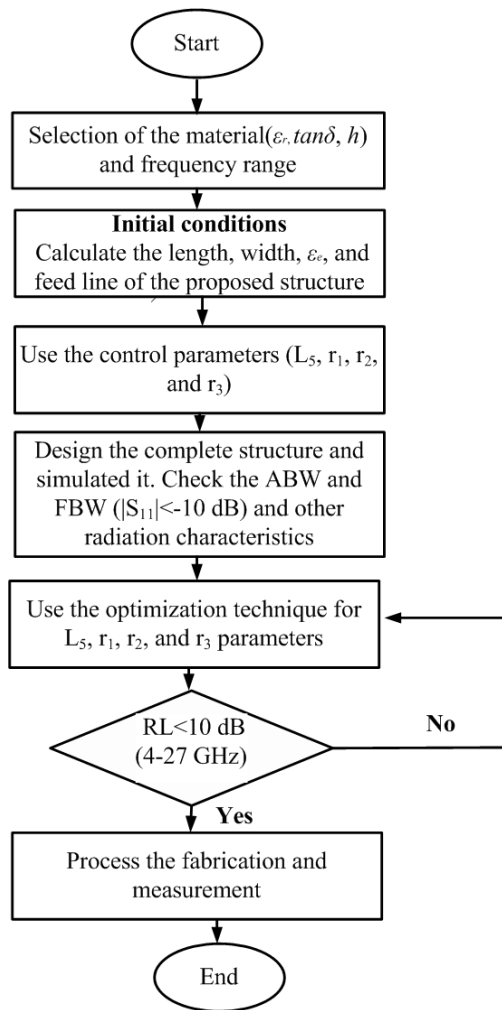 Start
Selection of the material(εr, tanδ, h)
and frequency range
Initial conditions
Calculate the length, width, εe, and
feed line of the proposed structure
Use the control parameters (L5, r1, r2,
and r3)
Design the complete structure and
simulated it. Check the ABW and
FBW (|S11|<-10 dB) and other
radiation characteristics
Use the optimization technique for
L5, r1, r2, and r3 parameters
RL<10 dB
(4-27 GHz)
No
Yes
Process the fabrication and
measurement
End